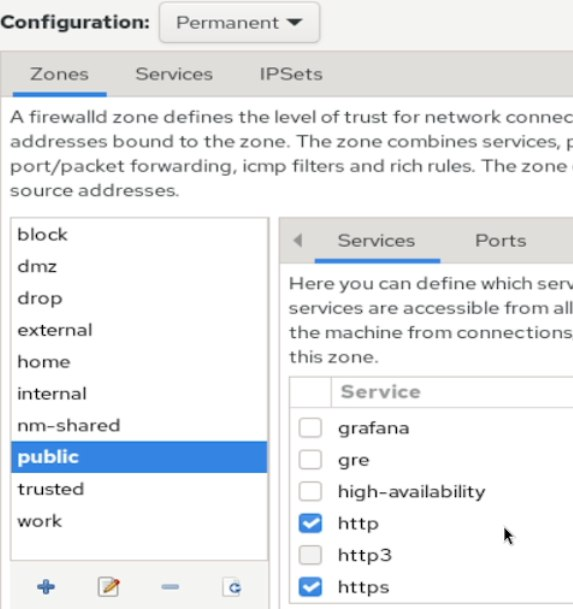 Configuration: Permanent
Zones Services IPSets
A firewalld zone defines the level of trust for network connec
addresses bound to the zone. The zone combines services, p
port/packet forwarding, icmp filters and rich rules. The zone
source addresses.
block
dmz
drop
external
home
internal
nm-shared
public
trusted
work
Services Ports
Here you can define which serv
services are accessible from all
the machine from connections
this zone.
Service
grafana
gre
high-availability
http
http3
https